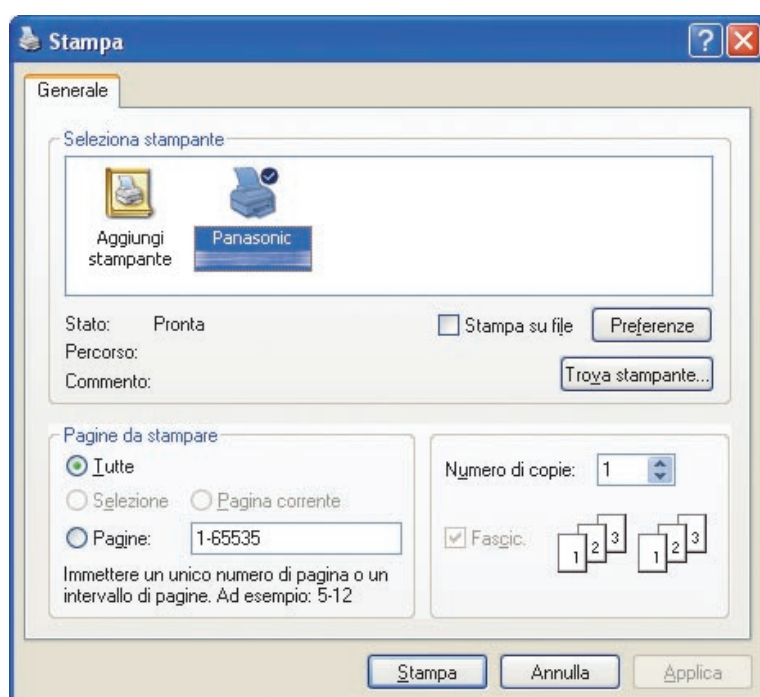 Stampa
Generale
Seleziona stampante
Aggiungi stampante
Panasonic
Stato: Pronta
Percorso:
Commento:
Stampa su file
Preferenze
Trova stampante...
Pagine da stampare
Tutte
Selezione Pagina corrente
Pagine: 1-65535
Immettere un unico numero di pagina o un
intervallo di pagine. Ad esempio: 5-12
Numero di copie: 1
Fascic.
1 2 3 1 2 3
Stampa Annulla Applica